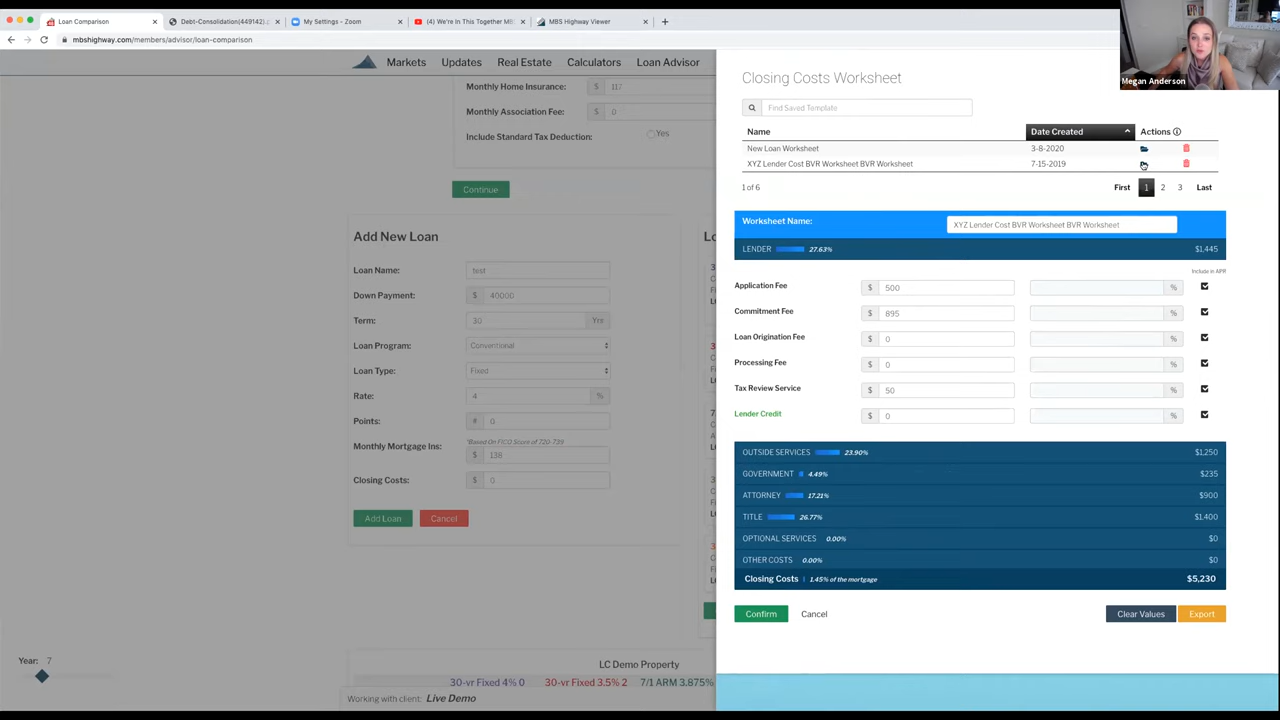 Loan Comparison
Debt-Consolidation(449142).p
My Settings - Zoom
(4) We're In This Together MB
MBS Highway Viewer
mbshighway.com/members/advisor/loan-comparison
Megan Anderson
Markets Updates Real Estate Calculators Loan Advisor
Monthly Home Insurance: $ 117
Monthly Association Fee: $ 0
Include Standard Tax Deduction: Yes
Continue
Add New Loan
Loan Name: test
Down Payment: $ 40000
Term: 30 Yrs
Loan Program: Conventional
Loan Type: Fixed
Rate: 4 %
Points: # 0
Monthly Mortgage Ins: *Based On FICO Score of 720-739
$ 138
Closing Costs: $ 0
Add Loan Cancel
Year: 7
LC Demo Property
30-yr Fixed 4% 0 30-yr Fixed 3.5% 2 7/1 ARM 3.875%
Working with client: Live Demo
Closing Costs Worksheet
Find Saved Template
Name Date Created Actions
New Loan Worksheet 3-8-2020
XYZ Lender Cost BVR Worksheet BVR Worksheet 7-15-2019
1 of 6 First 1 2 3 Last
Worksheet Name: XYZ Lender Cost BVR Worksheet BVR Worksheet
LENDER 27.63% $1,445
Include in APR
Application Fee $ 500 %
Commitment Fee $ 895 %
Loan Origination Fee $ 0 %
Processing Fee $ 0 %
Tax Review Service $ 50 %
Lender Credit $ 0 %
OUTSIDE SERVICES 23.90% $1,250
GOVERNMENT 4.49% $235
ATTORNEY 17.21% $900
TITLE 26.77% $1,400
OPTIONAL SERVICES 0.00% $0
OTHER COSTS 0.00% $0
Closing Costs | 1.45% of the mortgage $5,230
Confirm Cancel Clear Values Export